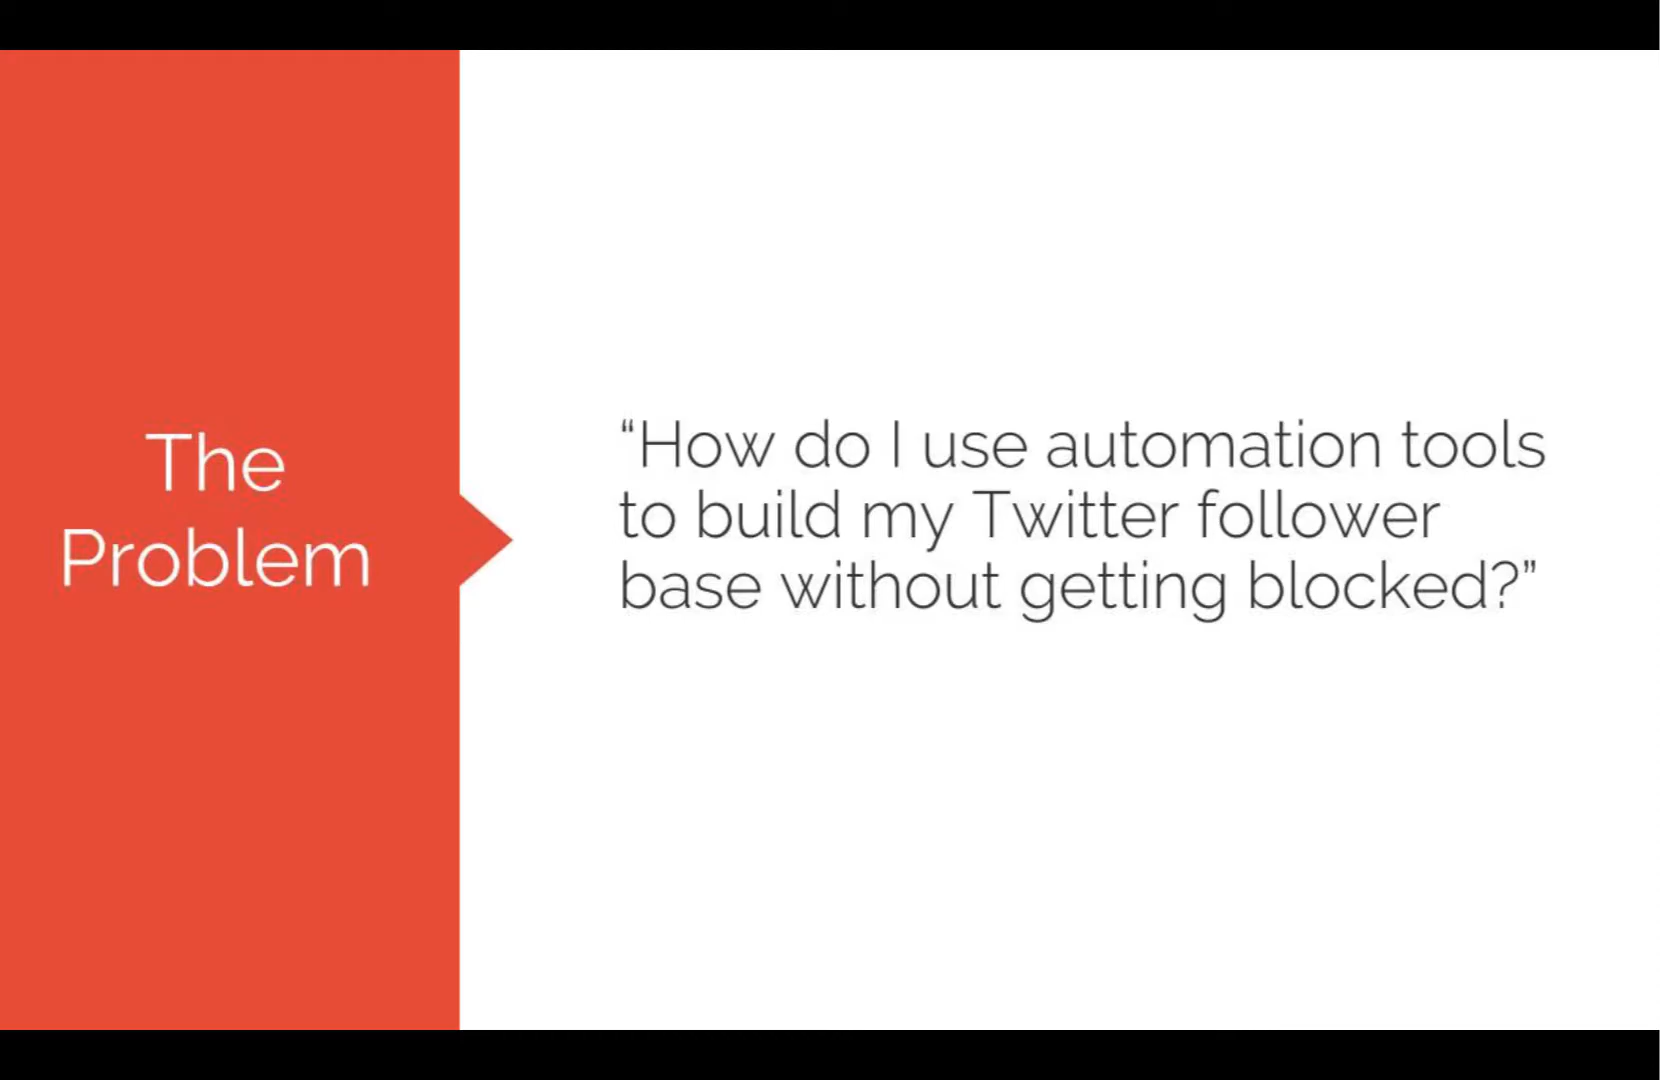 The
Problem
“How do I use automation tools
to build my Twitter follower
base without getting blocked?”